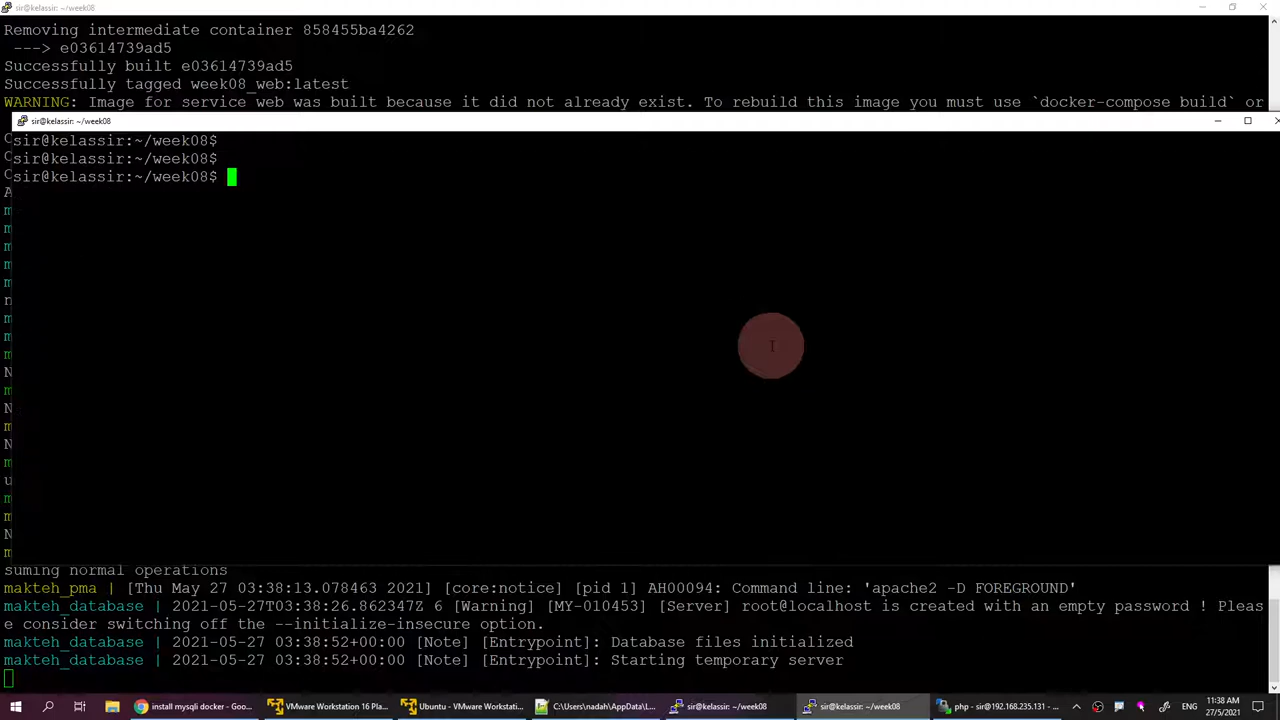 sir@kelassir: ~/week08
Removing intermediate container 858455ba4262
---> e03614739ad5
Successfully built e03614739ad5
Successfully tagged week08_web:latest
WARNING: Image for service web was built because it did not already exist. To rebuild this image you must use `docker-compose build` or
sir@kelassir: ~/week08
sir@kelassir:~/week08$
sir@kelassir:~/week08$
sir@kelassir:~/week08$
suming normal operations
makteh_pma | [Thu May 27 03:38:13.078463 2021] [core:notice] [pid 1] AH00094: Command line: 'apache2 -D FOREGROUND'
makteh_database | 2021-05-27T03:38:26.862347Z 6 [Warning] [MY-010453] [Server] root@localhost is created with an empty password ! Pleas
e consider switching off the --initialize-insecure option.
makteh_database | 2021-05-27 03:38:52+00:00 [Note] [Entrypoint]: Database files initialized
makteh_database | 2021-05-27 03:38:52+00:00 [Note] [Entrypoint]: Starting temporary server
install mysqli docker - Goo...
VMware Workstation 16 Pla...
Ubuntu - VMware Workstati...
C:\Users\nadah\AppData\L...
sir@kelassir: ~/week08
sir@kelassir: ~/week08
php - sir@192.168.235.131 - ...
ENG
11:38 AM
27/5/2021